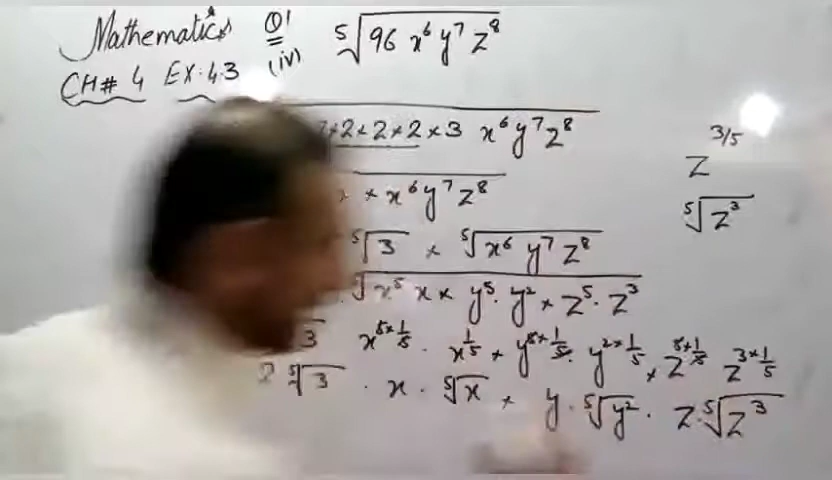 Mathematics Q1 ⁵√96 x⁶ y⁷ z⁸
CH# 4 Ex. 4.3 (iv)
×2×2×2×3 x⁶ y⁷ z⁸
× x⁶ y⁷ z⁸
z^3/5
⁵√z³
⁵√3 × ⁵√x⁶ y⁷ z⁸
√x⁵ x × y⁵. y² × z⁵. z³
3 x^5×1/5 . x^1/5 × y^5×1/5 . y^2×1/5 × z^5×1/5 z^3×1/5
2 ⁵√3 . x . ⁵√x × y . ⁵√y² . z.⁵√z³